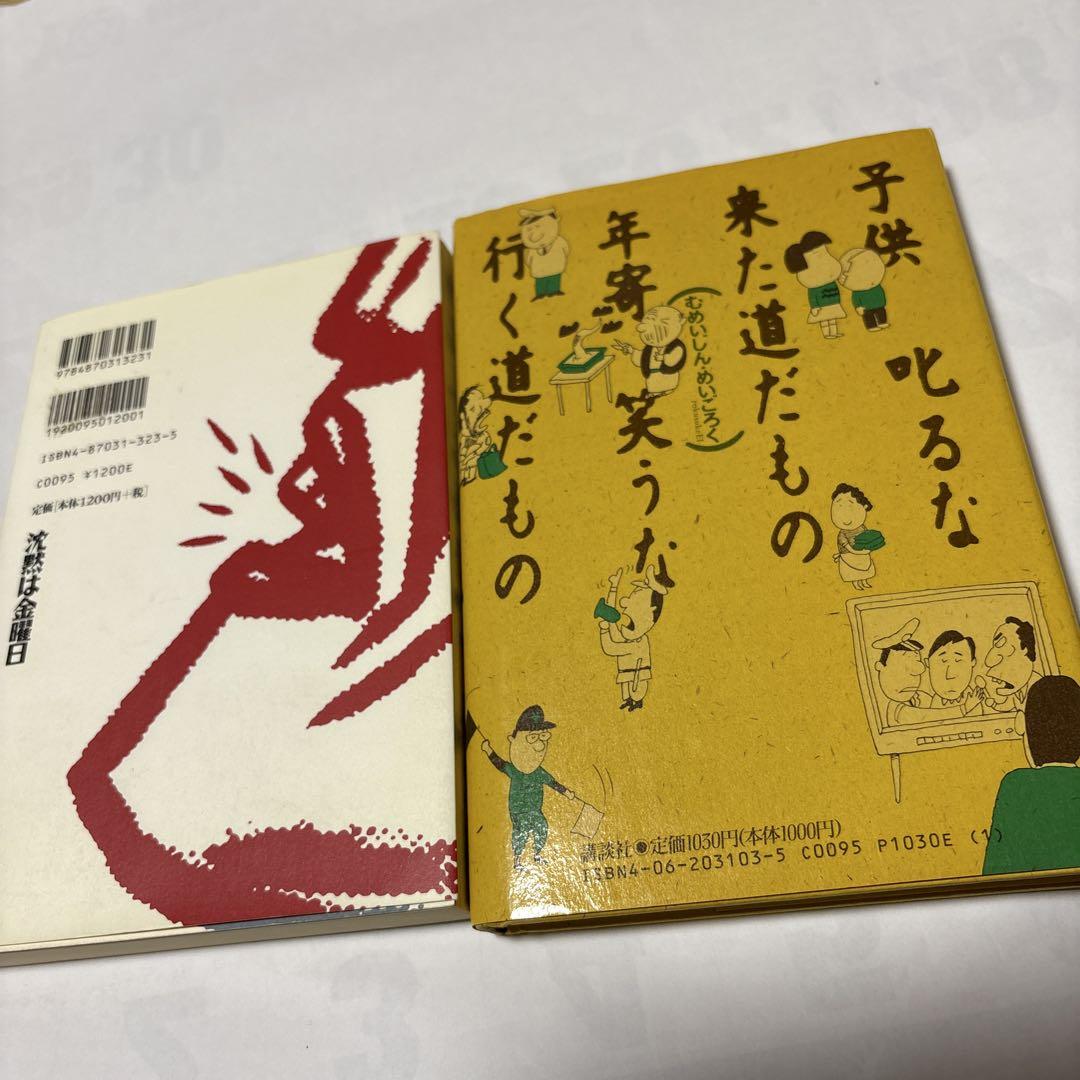 9784870313231
1920095012001
ISBN4-87031-323-5
C0095 ¥1200E
定価[本体1200円+税]
沈黙は金曜日
子供 叱るな
来た道だもの
年寄 笑うな
行く道だもの
(むめいじん・めいごろく)
講談社●定価1030円(本体1000円)
ISBN4-06-203103-5 C0095 P1030E (1)